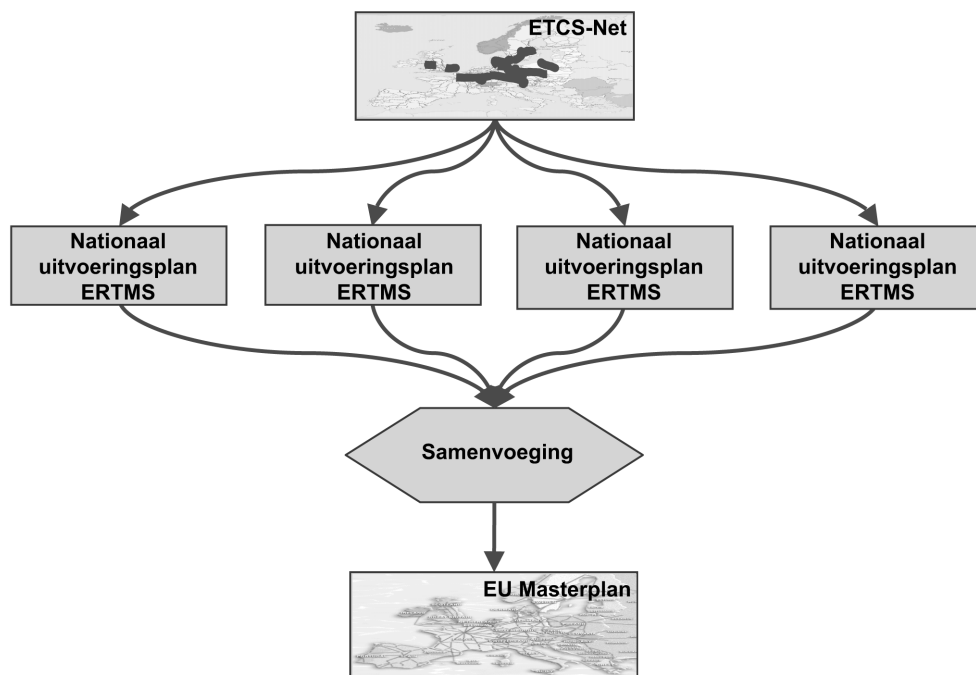 ETCS-Net
Nationaal
uitvoeringsplan
ERTMS
Nationaal
uitvoeringsplan
ERTMS
Nationaal
uitvoeringsplan
ERTMS
Nationaal
uitvoeringsplan
ERTMS
Samenvoeging
EU Masterplan